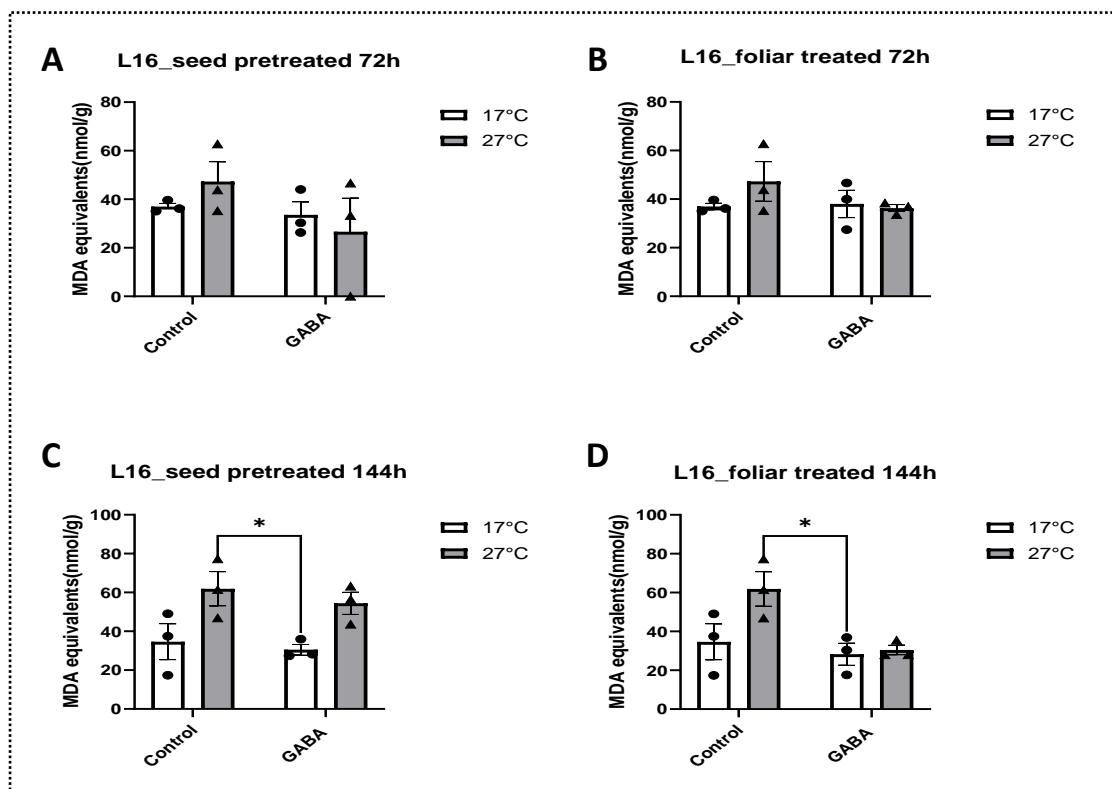 A
L16_seed pretreated 72h
MDA equivalents(nmol/g)
80
60
40
20
0
Control
GABA
17°C
27°C
B
L16_foliar treated 72h
MDA equivalents(nmol/g)
80
60
40
20
0
Control
GABA
17°C
27°C
C
L16_seed pretreated 144h
MDA equivalents(nmol/g)
100
80
60
40
20
0
*
Control
GABA
17°C
27°C
D
L16_foliar treated 144h
MDA equivalents(nmol/g)
100
80
60
40
20
0
*
Control
GABA
17°C
27°C